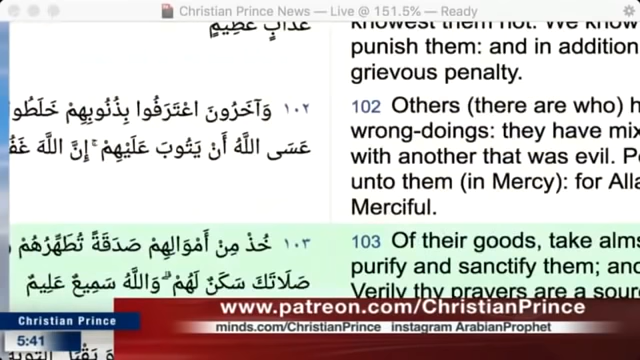 Christian Prince News — Live @ 151.5% — Ready
عَذَابٍ عَظِيمٍ
knowest them not: We know
punish them: and in addition
grievous penalty.
١٠٢ وَآخَرُونَ اعْتَرَفُوا بِذُنُوبِهِمْ
عَسَى اللَّهُ أَنْ يَتُوبَ عَلَيْهِمْ ۚ إِنَّ اللَّهَ
102 Others (there are who) h
wrong-doings: they have mix
with another that was evil.
unto them (in Mercy): for Alla
Merciful.
١٠٣ خُذْ مِنْ أَمْوَالِهِمْ صَدَقَةً تُطَهِّرُهُمْ
صَلَاتَكَ سَكَنٌ لَهُمْ ۗ وَاللَّهُ سَمِيعٌ عَلِيمٌ
103 Of their goods, take alms
purify and sanctify them; and
Verily thy prayers are a sour
www.patreon.com/ChristianPrince
minds.com/ChristianPrince instagram ArabianProphet
Christian Prince
5:41